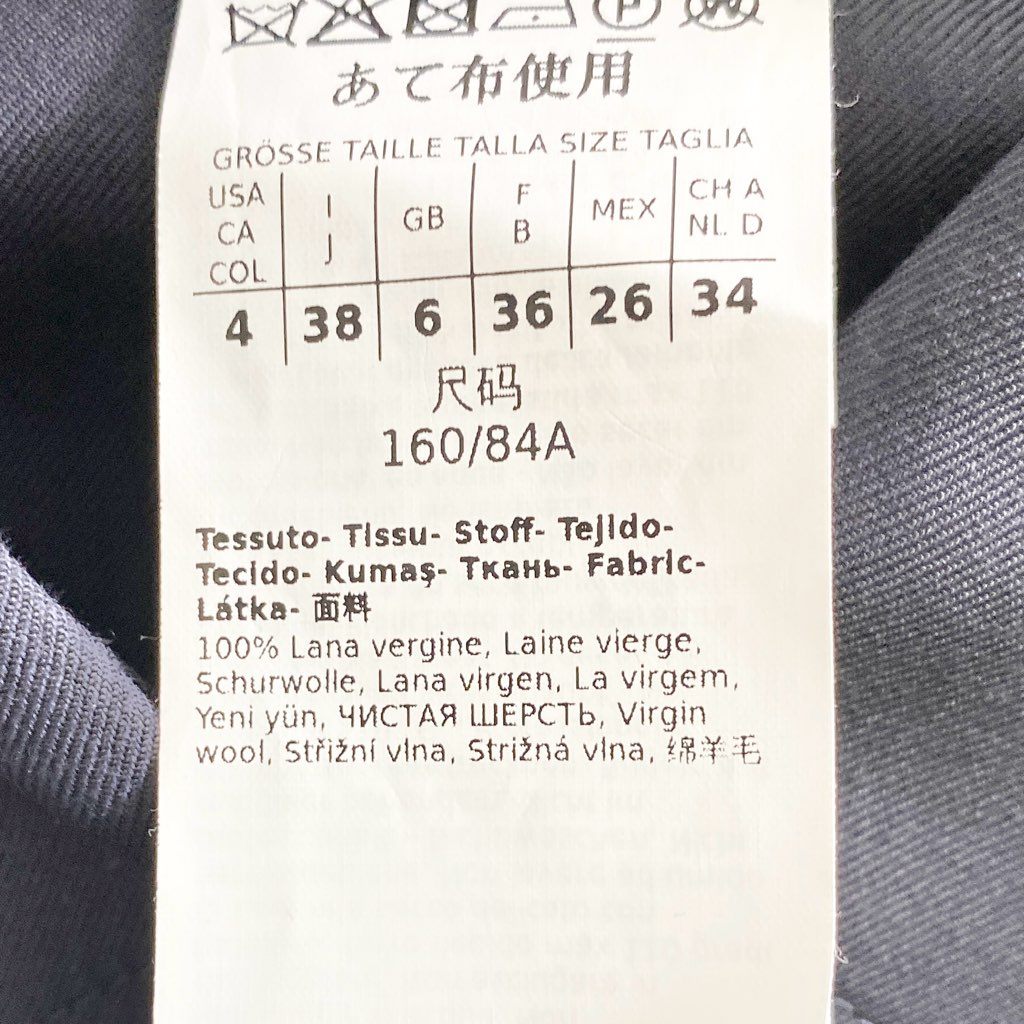 あて布使用
GRÖSSE TAILLE TALLA SIZE TAGLIA
USA CA COL
I J
GB
F B
MEX
CH A NL D
4 38 6 36 26 34
尺码
160/84A
Tessuto- Tissu- Stoff- Tejido-
Tecido- Kumaş- Ткань- Fabric-
Látka- 面料
100% Lana vergine, Laine vierge,
Schurwolle, Lana virgen, La virgem,
Yeni yün, ЧИСТАЯ ШЕРСТЬ, Virgin
wool, Střižní vlna, Strižná vlna, 绵羊毛